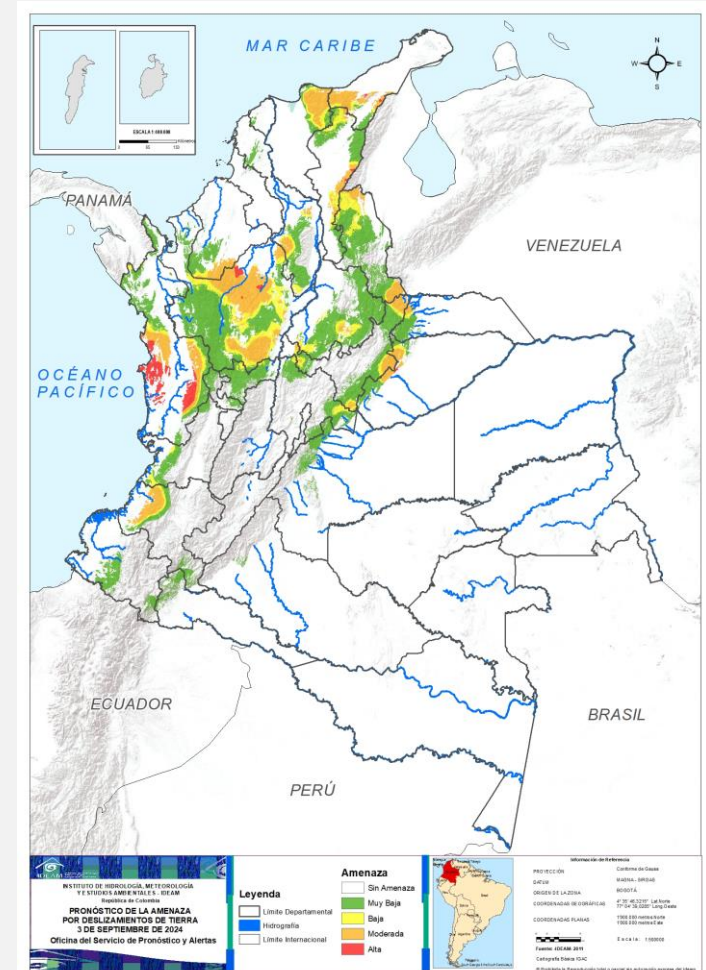 MAR CARIBE
N
W
E
S
PANAMÁ
VENEZUELA
OCÉANO
PACÍFICO
ECUADOR
BRASIL
PERÚ
IDEAM
INSTITUTO DE HIDROLOGÍA, METEOROLOGÍA
Y ESTUDIOS AMBIENTALES - IDEAM
República de Colombia
PRONÓSTICO DE LA AMENAZA
POR DESLIZAMIENTOS DE TIERRA
3 DE SEPTIEMBRE DE 2024
Oficina del Servicio de Pronóstico y Alertas
Leyenda
Límite Departamental
Hidrografía
Límite Internacional
Amenaza
Sin Amenaza
Muy Baja
Baja
Moderada
Alta
Información de Referencia
PROYECCIÓN
Conforme de Gauss
DATUM
MAGNA - SIRGAS
ORIGEN DE LA ZONA
BOGOTÁ
COORDENADAS GEOGRÁFICAS
COORDENADAS PLANAS
Escala:
Fuente: IDEAM
Cartografía Básica IGAC